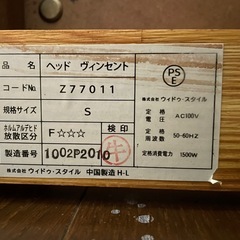 品名 ヘッド ヴィンセント
コードNo. Z77011
規格サイズ S
ホルムアルデヒド
放散区分 F☆☆☆ 検印 牛
製造番号 1002P2010
株式会社 ウィドゥ・スタイル 中国製造 H-L
PS
E
株式会社 ウィドゥ・スタイル
定格
電圧 AC100V
定格
周波数 50-60HZ
定格消費電力 1500W